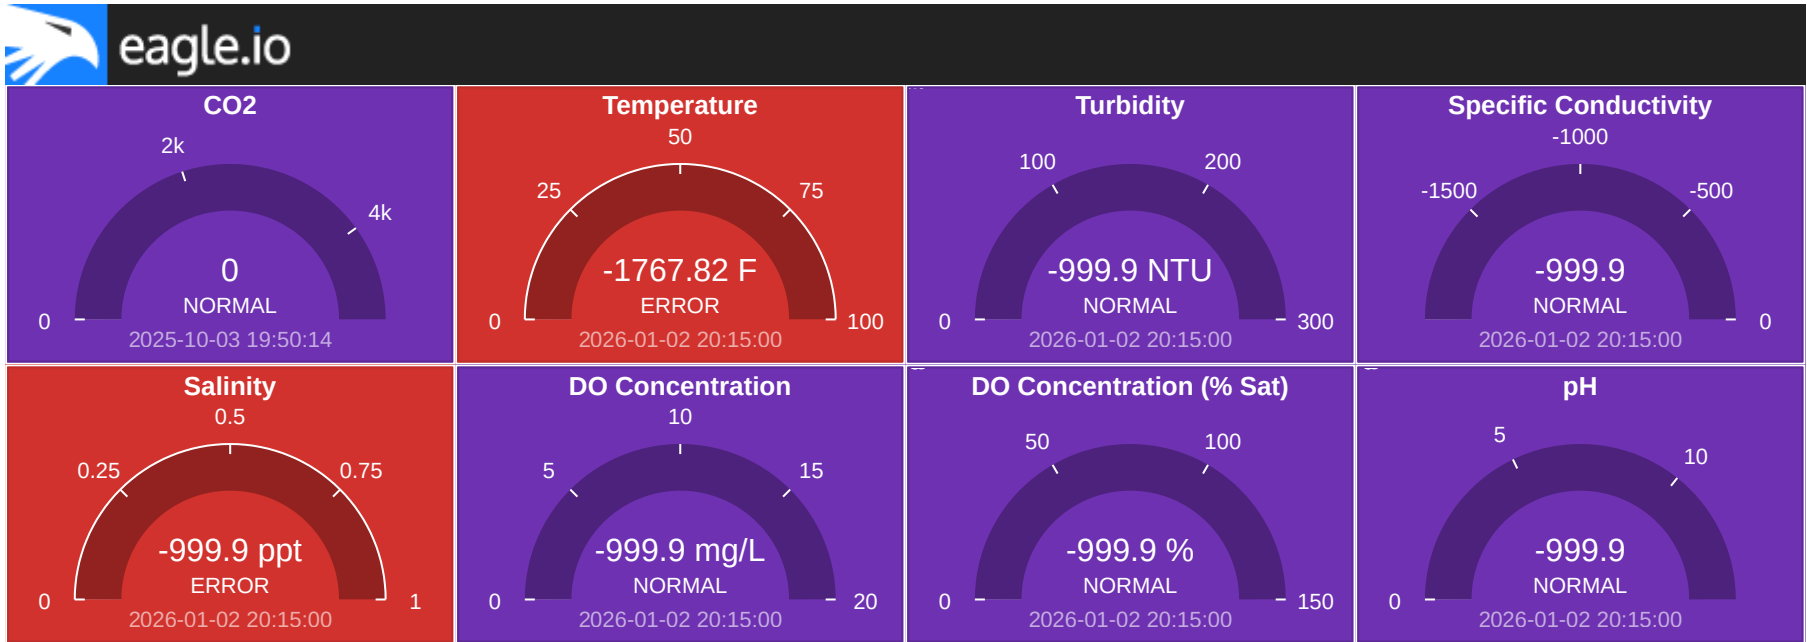 eagle.io
CO2
2k
4k
0
NORMAL
0
2025-10-03 19:50:14
Temperature
50
25
75
-1767.82 F
ERROR
0
100
2026-01-02 20:15:00
Turbidity
100
200
-999.9 NTU
NORMAL
0
300
2026-01-02 20:15:00
Specific Conductivity
-1000
-1500
-500
-999.9
NORMAL
0
2026-01-02 20:15:00
Salinity
0.5
0.25
0.75
-999.9 ppt
ERROR
0
1
2026-01-02 20:15:00
DO Concentration
10
5
15
-999.9 mg/L
NORMAL
0
20
2026-01-02 20:15:00
DO Concentration (% Sat)
50
100
-999.9 %
NORMAL
0
150
2026-01-02 20:15:00
pH
5
10
-999.9
NORMAL
0
2026-01-02 20:15:00